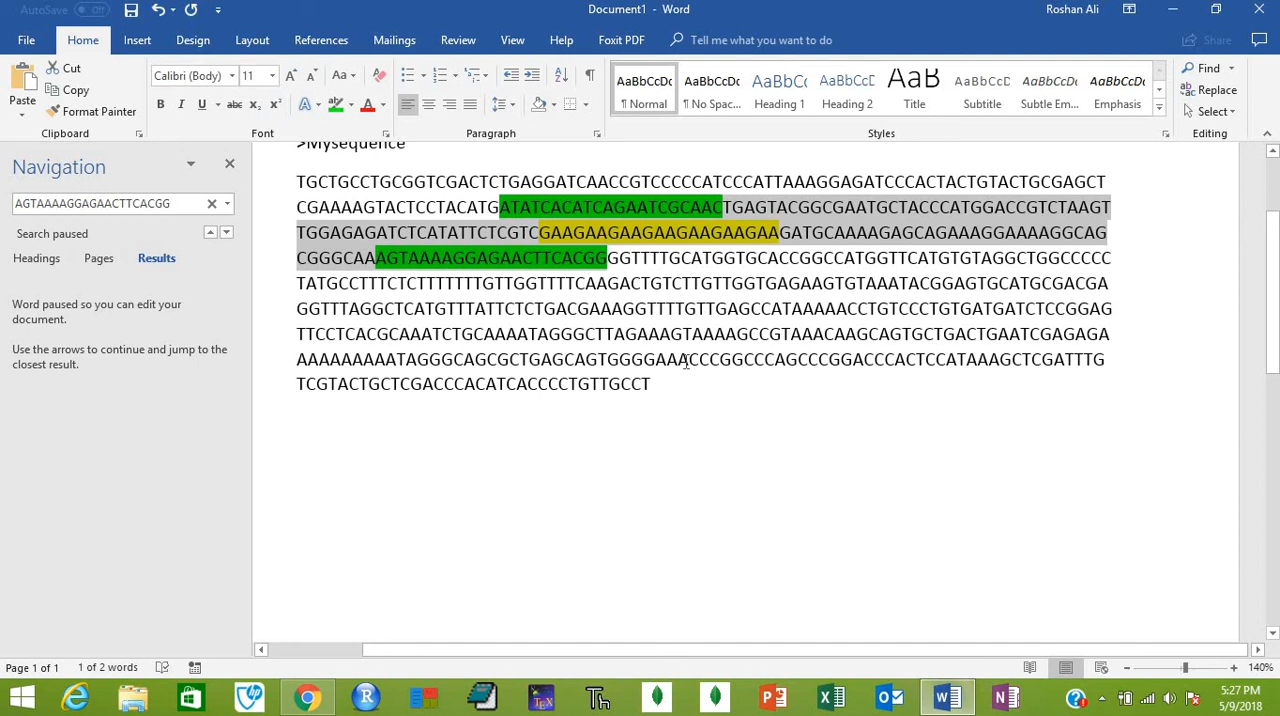 AutoSave Off
Document1 - Word
Roshan Ali
File Home Insert Design Layout References Mailings Review View Help Foxit PDF Tell me what you want to do Share
Paste
Cut
Copy
Format Painter
Clipboard
Calibri (Body) 11
Font
Paragraph
AaBbCcDc AaBbCcDc AaBbCc AaBbCcD AaB AaBbCcD AaBbCcDc AaBbCcDc
¶ Normal ¶ No Spac... Heading 1 Heading 2 Title Subtitle Subtle Em... Emphasis
Styles
Find
Replace
Select
Editing
Navigation
AGTAAAAGGAGAACTTCACGG
Search paused
Headings Pages Results
Word paused so you can edit your
document.
Use the arrows to continue and jump to the
closest result.
>Mysequence
TGCTGCCTGCGGTCGACTCTGAGGATCAACCGTCCCCCATCCCATTAAAGGAGATCCCACTACTGTACTGCGAGCT
CGAAAAGTACTCCTACATGATATCACATCAGAATCGCAACTGAGTACGGCGAATGCTACCCATGGACCGTCTAAGT
TGGAGAGATCTCATATTCTCGTCGAAGAAGAAGAAGAAGAAGAAGATGCAAAAGAGCAGAAAGGAAAAGGCAG
CGGGCAAAGTAAAAGGAGAACTTCACGGGGTTTTGCATGGTGCACCGGCCATGGTTCATGTGTAGGCTGGCCCCC
TATGCCTTTCTCTTTTTTTGTTGGTTTTCAAGACTGTCTTGTTGGTGAGAAGTGTAAATACGGAGTGCATGCGACGA
GGTTTAGGCTCATGTTTATTCTCTGACGAAAGGTTTTGTTGAGCCATAAAAACCTGTCCCTGTGATGATCTCCGGAG
TTCCTCACGCAAATCTGCAAAATAGGGCTTAGAAAGTAAAAGCCGTAAACAAGCAGTGCTGACTGAATCGAGAGA
AAAAAAAAATAGGGCAGCGCTGAGCAGTGGGGAAACCCGGCCCAGCCCGGACCCACTCCATAAAGCTCGATTTG
TCGTACTGCTCGACCCACATCACCCCTGTTGCCT
Page 1 of 1 1 of 2 words 140%
5:27 PM
5/9/2018